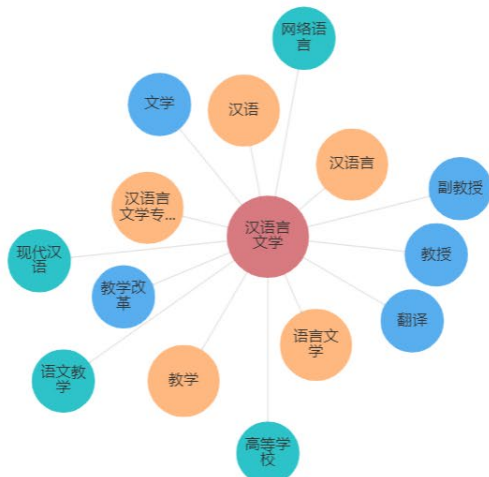 网络语
言
文学
汉语
汉语言
副教授
汉语言
文学专...
汉语言
文学
现代汉
语
教授
教学改
革
翻译
语言文
学
语文教
学
教学
高等学
校